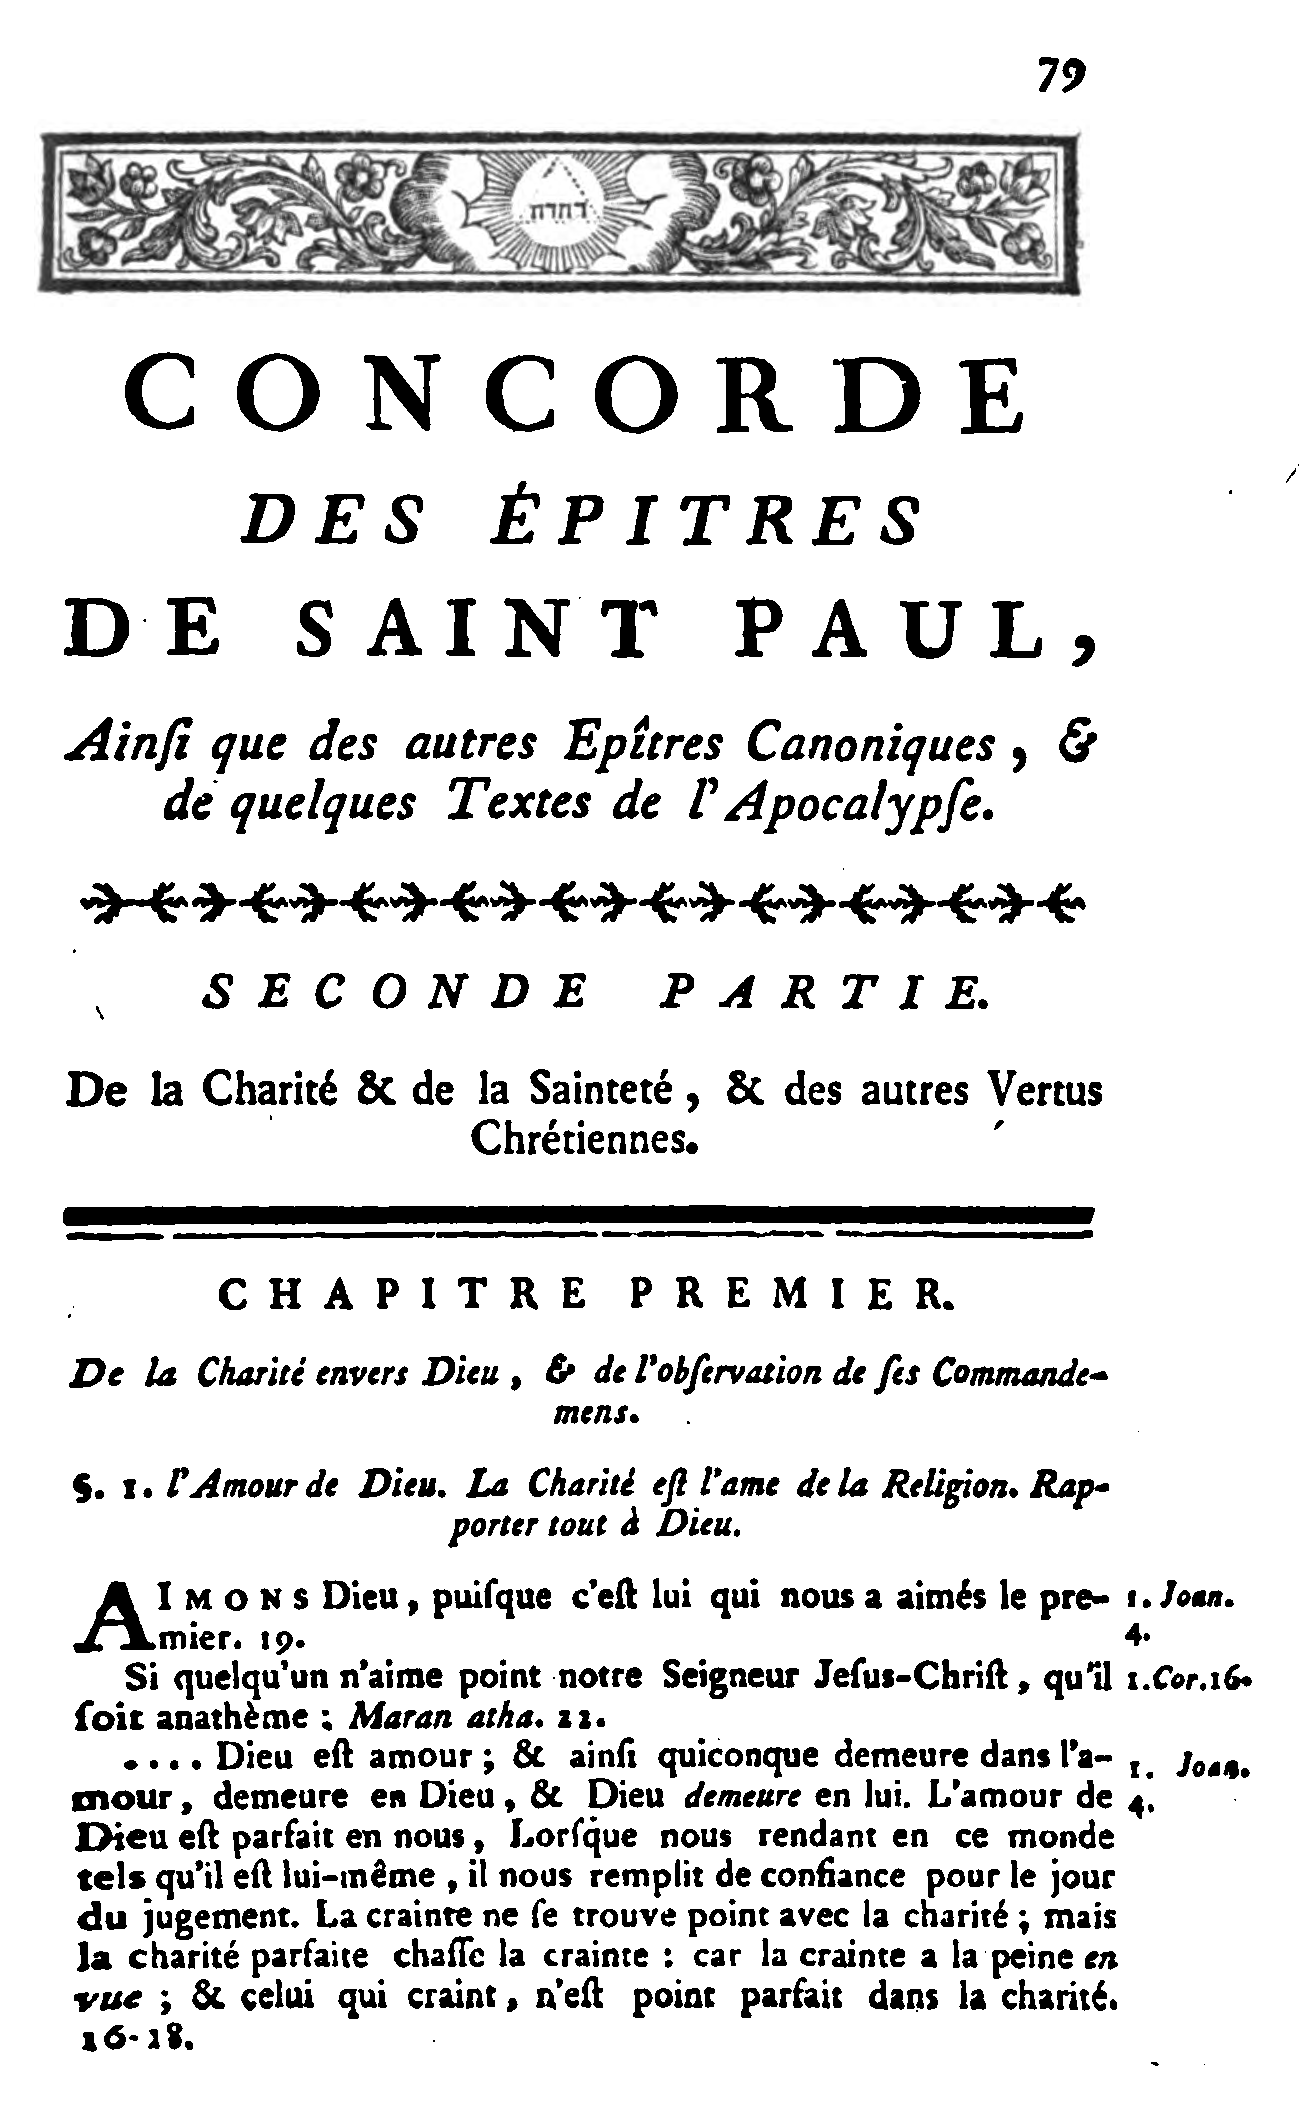 79
CONCORDE
DES ÉPITRES
DE SAINT PAUL,
Ainſi que des autres Epîtres Canoniques, &
de quelques Textes de l'Apocalypſe.
SECONDE PARTIE.
De la Charité & de la Sainteté, & des autres Vertus
Chrétiennes.
CHAPITRE PREMIER.
De la Charité envers Dieu, & de l'obſervation de ſes Commande-
mens.
§. 1. l'Amour de Dieu. La Charité eſt l'ame de la Religion. Rap-
porter tout à Dieu.
AIMONS Dieu, puiſque c'eſt lui qui nous a aimés le pre- 1. Joan.
mier. 19. 4.
Si quelqu'un n'aime point notre Seigneur Jeſus-Chriſt, qu'il 1. Cor. 16.
ſoit anathème; Maran atha. 22.
.... Dieu eſt amour; & ainſi quiconque demeure dans l'a- 1. Joan.
mour, demeure en Dieu, & Dieu demeure en lui. L'amour de 4.
Dieu eſt parfait en nous, Lorſque nous rendant en ce monde
tels qu'il eſt lui-même, il nous remplit de confiance pour le jour
du jugement. La crainte ne ſe trouve point avec la charité; mais
la charité parfaite chaſſe la crainte : car la crainte a la peine en
vue; & celui qui craint, n'eſt point parfait dans la charité.
16-18.